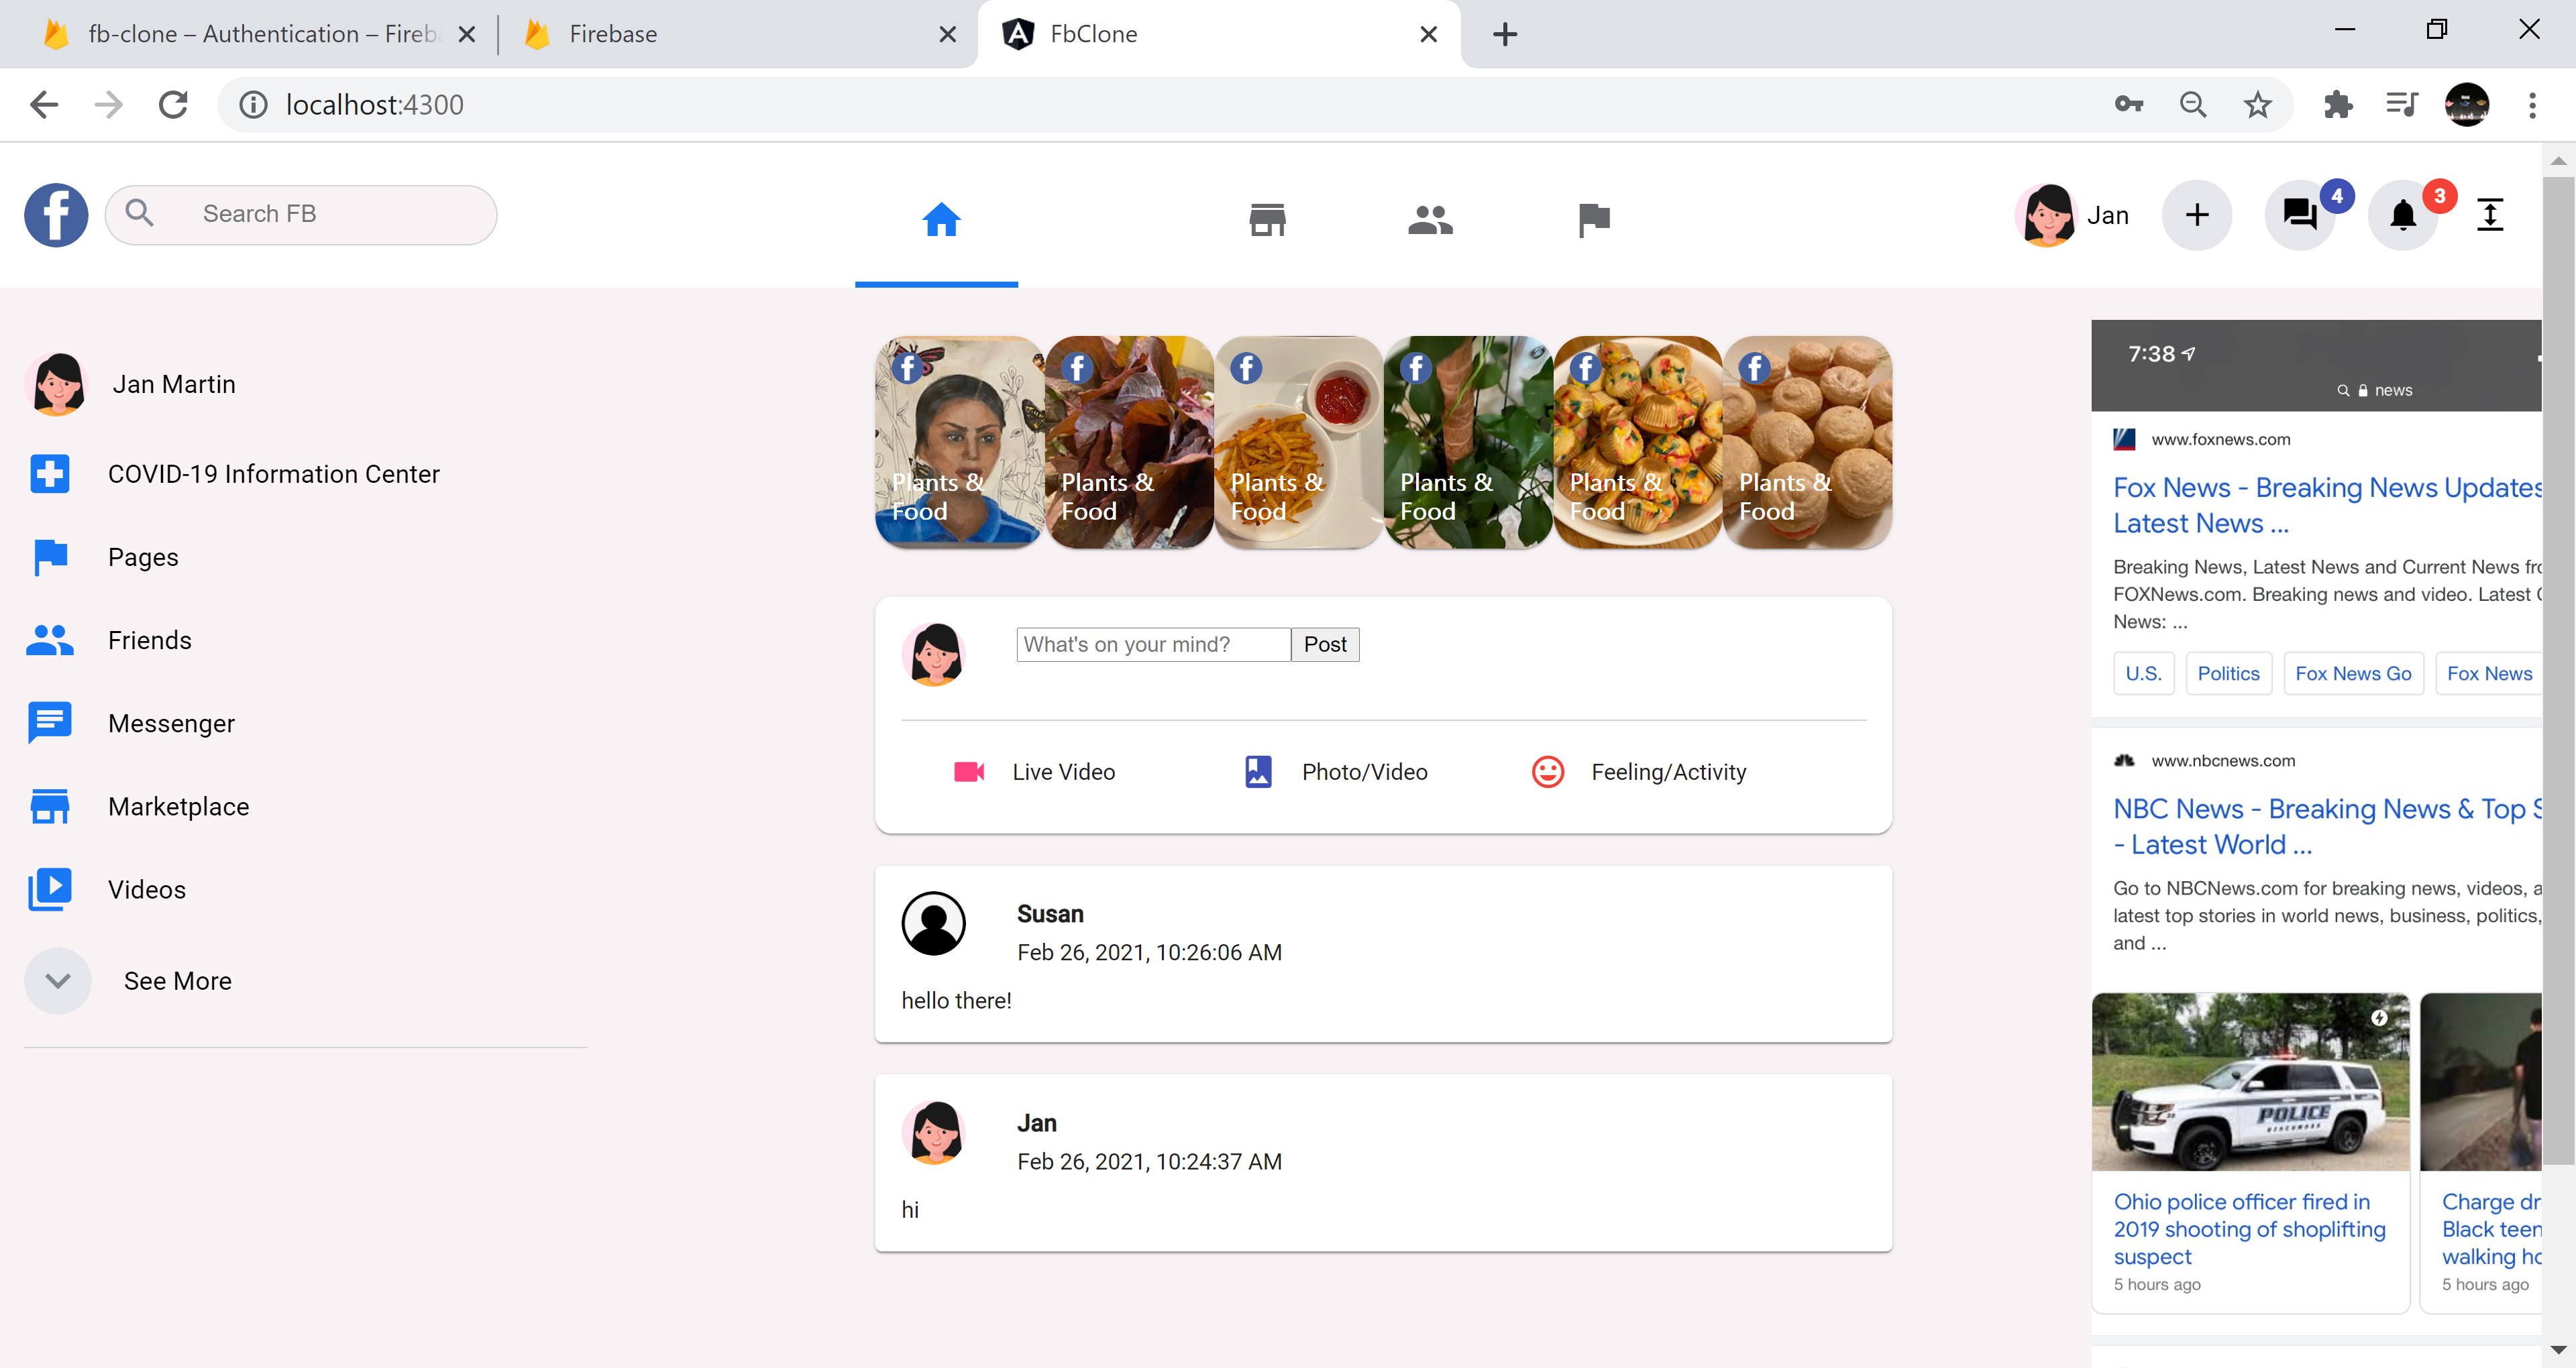 fb-clone – Authentication – Fireb
Firebase
FbClone
localhost:4300
f
Search FB
Jan
4
3
Jan Martin
COVID-19 Information Center
Pages
Friends
Messenger
Marketplace
Videos
See More
f
Plants &
Food
f
Plants &
Food
f
Plants &
Food
f
Plants &
Food
f
Plants &
Food
f
Plants &
Food
What's on your mind?
Post
Live Video
Photo/Video
Feeling/Activity
Susan
Feb 26, 2021, 10:26:06 AM
hello there!
Jan
Feb 26, 2021, 10:24:37 AM
hi
7:38
news
www.foxnews.com
Fox News - Breaking News Updates
Latest News ...
Breaking News, Latest News and Current News fr
FOXNews.com. Breaking news and video. Latest
News: ...
U.S.
Politics
Fox News Go
Fox News
www.nbcnews.com
NBC News - Breaking News & Top S
- Latest World ...
Go to NBCNews.com for breaking news, videos, a
latest top stories in world news, business, politics,
and ...
POLICE
Ohio police officer fired in
2019 shooting of shoplifting
suspect
5 hours ago
Charge dr
Black teen
walking ho
5 hours ago